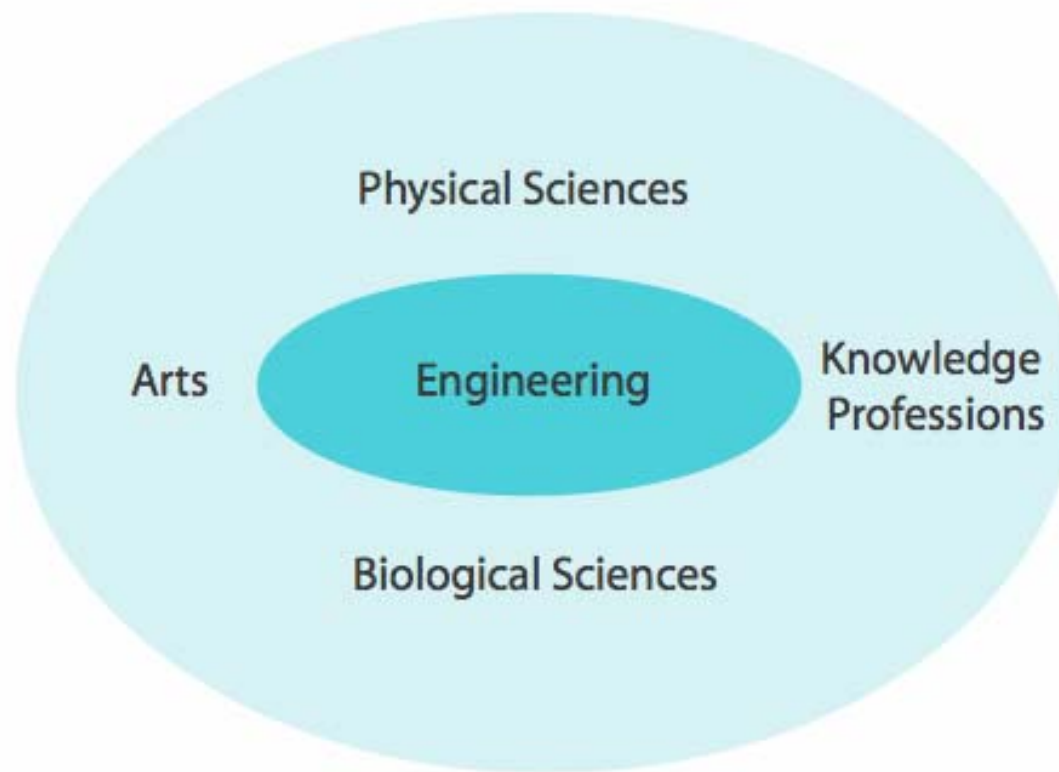 Physical Sciences
Arts
Engineering
Knowledge
Professions
Biological Sciences